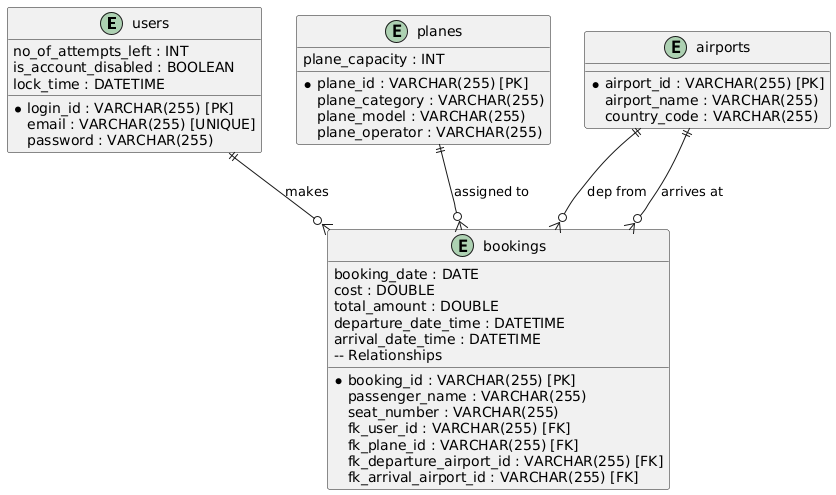 E users
no_of_attempts_left : INT
is_account_disabled : BOOLEAN
lock_time : DATETIME
login_id : VARCHAR(255) [PK]
email : VARCHAR(255) [UNIQUE]
password : VARCHAR(255)
E planes
plane_capacity : INT
plane_id : VARCHAR(255) [PK]
plane_category : VARCHAR(255)
plane_model : VARCHAR(255)
plane_operator : VARCHAR(255)
E airports
airport_id : VARCHAR(255) [PK]
airport_name : VARCHAR(255)
country_code : VARCHAR(255)
makes
assigned to
dep from
arrives at
E bookings
booking_date : DATE
cost : DOUBLE
total_amount : DOUBLE
departure_date_time : DATETIME
arrival_date_time : DATETIME
-- Relationships
booking_id : VARCHAR(255) [PK]
passenger_name : VARCHAR(255)
seat_number : VARCHAR(255)
fk_user_id : VARCHAR(255) [FK]
fk_plane_id : VARCHAR(255) [FK]
fk_departure_airport_id : VARCHAR(255) [FK]
fk_arrival_airport_id : VARCHAR(255) [FK]